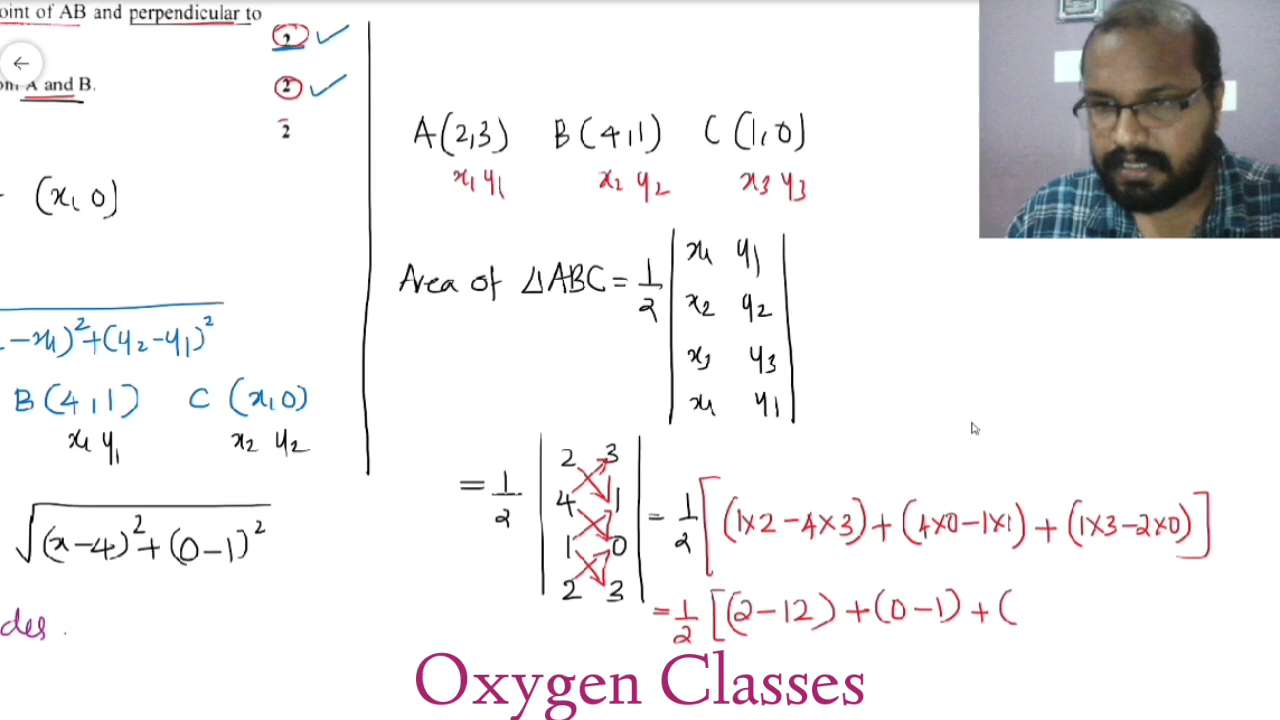 oint of AB and perpendicular to
2
om A and B.
2
2
(x, 0)
A(2,3) B(4,1) C(1,0)
x₁ y₁ x₂ y₂ x₃ y₃
Area of △ABC = 1/2 | x₁ y₁
x₂ y₂
x₃ y₃
x₁ y₁ |
-x₁)²+(y₂-y₁)²
B(4,1) C(x,0)
x₁ y₁ x₂ y₂
√(x-4)²+(0-1)²
des.
= 1/2 | 2 3
4 1
1 0
2 3 | = 1/2 [(1×2-4×3)+(4×0-1×1)+(1×3-2×0)]
= 1/2 [(2-12)+(0-1)+(
Oxygen Classes